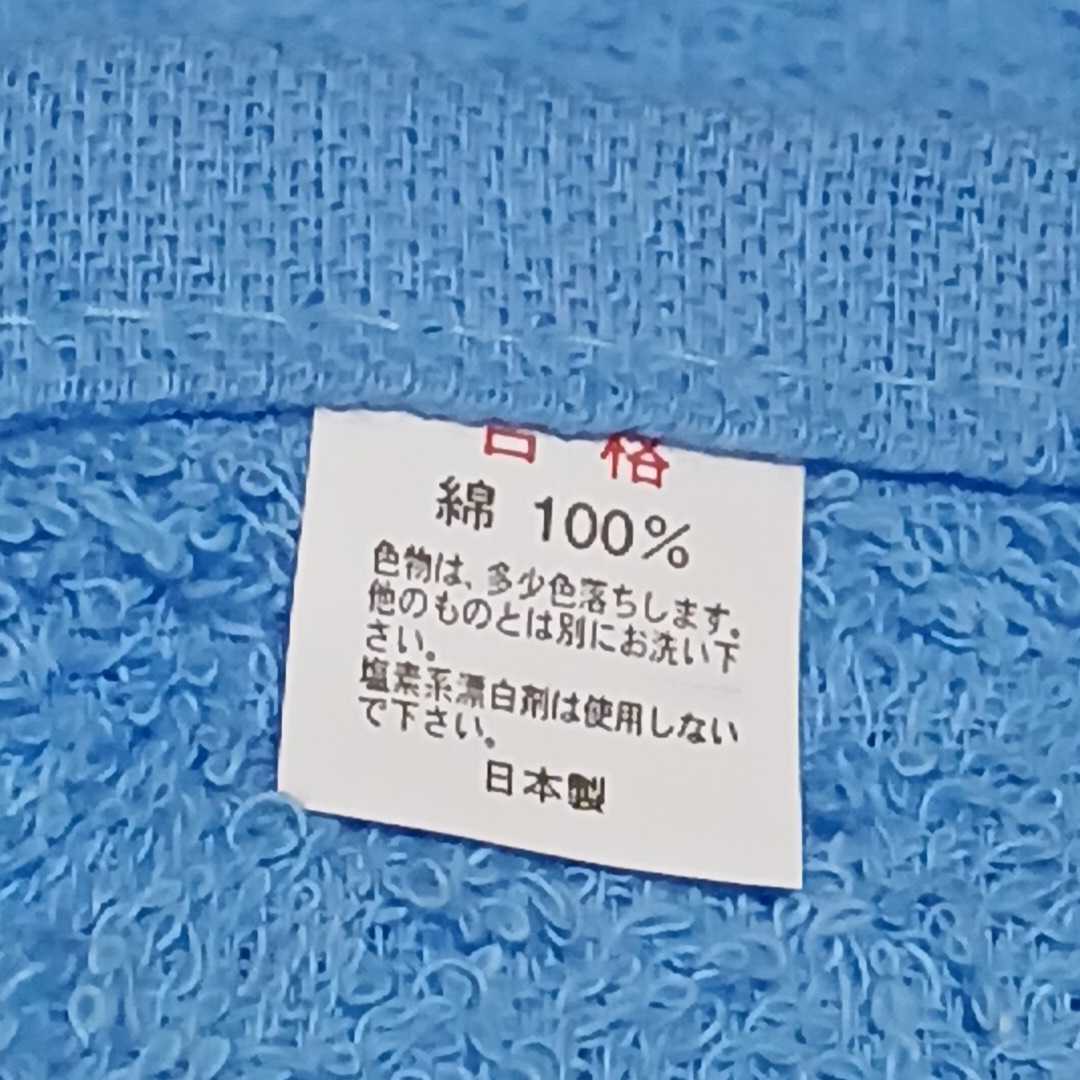 合格
綿 100%
色物は、多少色落ちします。
他のものとは別にお洗い下
さい。
塩素系漂白剤は使用しない
で下さい。
日本製